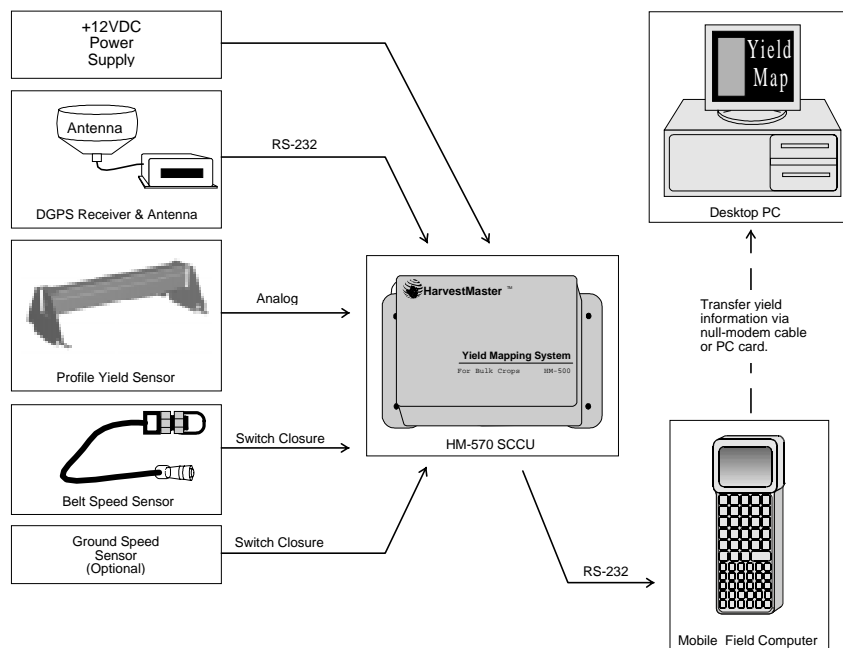 +12VDC
Power
Supply
Antenna
DGPS Receiver & Antenna
RS-232
Profile Yield Sensor
Analog
Belt Speed Sensor
Switch Closure
Ground Speed
Sensor
(Optional)
Switch Closure
HarvestMaster ™
Yield Mapping System
For Bulk Crops HM-500
HM-570 SCCU
RS-232
Yield
Map
Desktop PC
Transfer yield
information via
null-modem cable
or PC card.
Mobile Field Computer